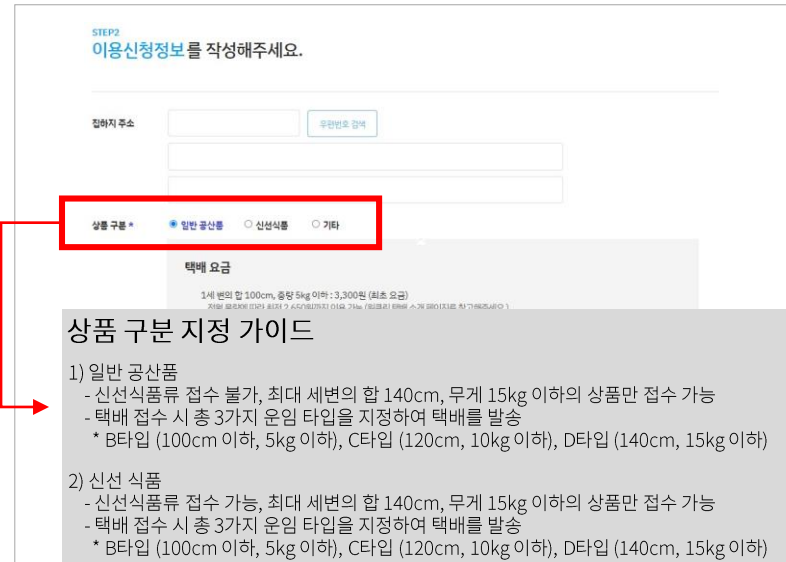 STEP2
이용신청정보 를 작성해주세요.
집하지 주소
우편번호 검색
상품 구분 *
일반 공산품
신선식품
기타
택배 요금
1세 변의 합 100cm, 중량 5kg 이하 : 3,300원 (최초 요금)
상품 구분 지정 가이드
1) 일반 공산품
- 신선식품류 접수 불가, 최대 세변의 합 140cm, 무게 15kg 이하의 상품만 접수 가능
- 택배 접수 시 총 3가지 운임 타입을 지정하여 택배를 발송
* B타입 (100cm 이하, 5kg 이하), C타입 (120cm, 10kg 이하), D타입 (140cm, 15kg 이하)
2) 신선 식품
- 신선식품류 접수 가능, 최대 세변의 합 140cm, 무게 15kg 이하의 상품만 접수 가능
- 택배 접수 시 총 3가지 운임 타입을 지정하여 택배를 발송
* B타입 (100cm 이하, 5kg 이하), C타입 (120cm, 10kg 이하), D타입 (140cm, 15kg 이하)